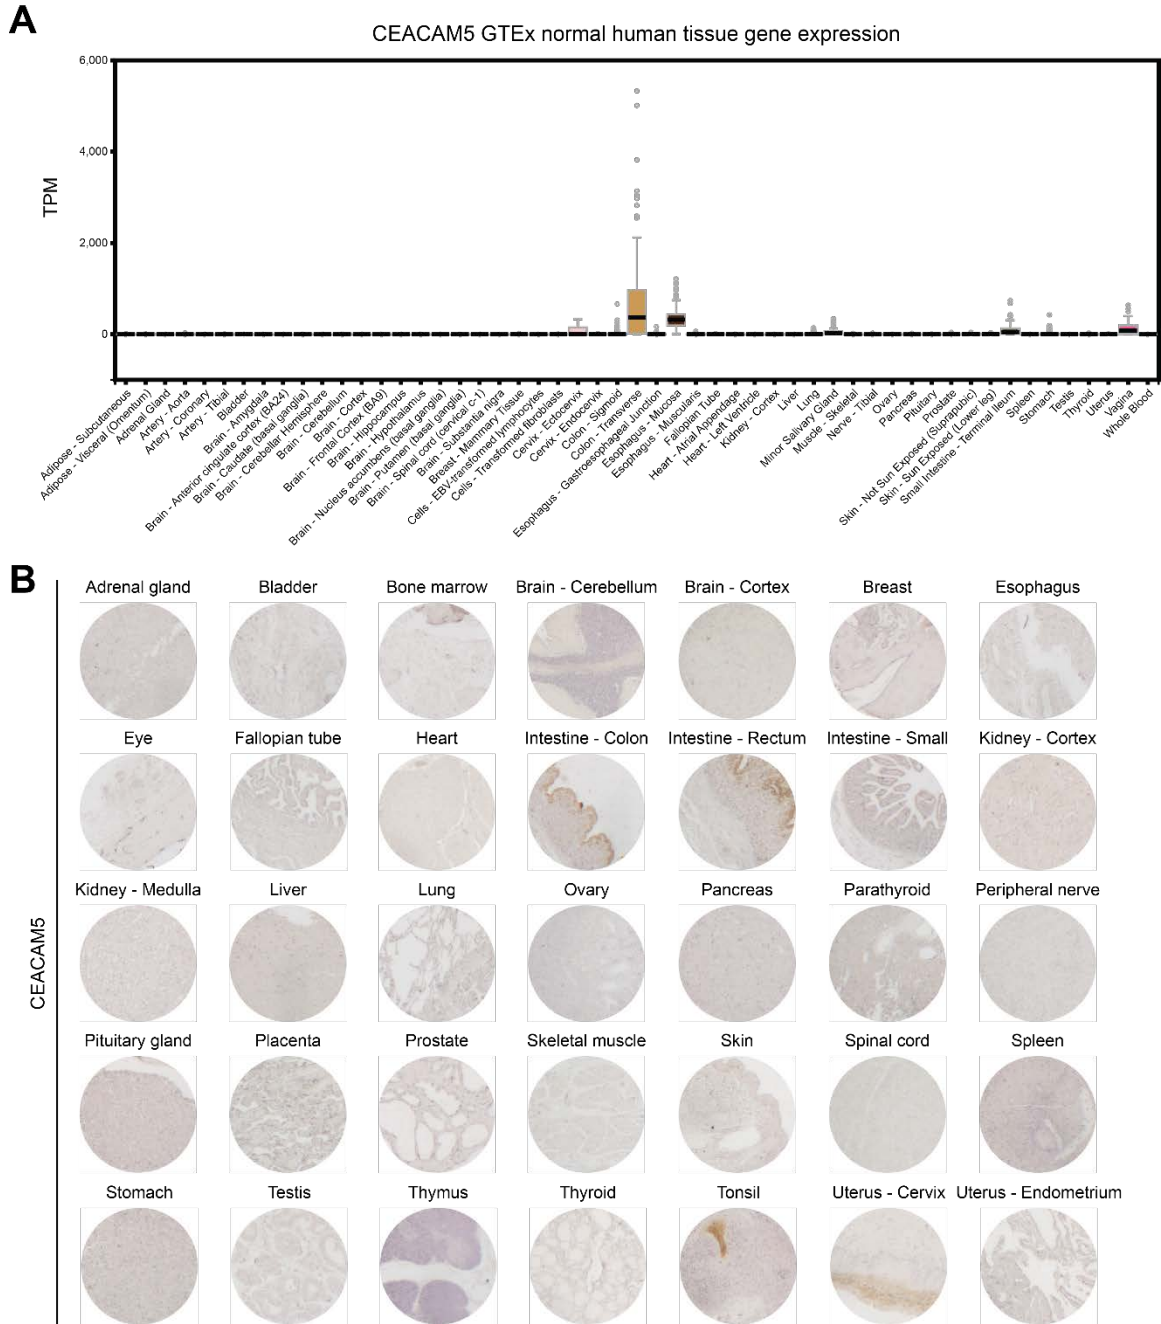 A
CEACAM5 GTEx normal human tissue gene expression
TPM
6,000
4,000
2,000
0
Adipose - Subcutaneous
Adipose - Visceral (Omentum)
Adrenal Gland
Artery - Aorta
Artery - Coronary
Artery - Tibial
Bladder
Brain - Amygdala
Brain - Anterior cingulate cortex (BA24)
Brain - Caudate (basal ganglia)
Brain - Cerebellar Hemisphere
Brain - Cerebellum
Brain - Cortex
Brain - Frontal Cortex (BA9)
Brain - Hippocampus
Brain - Hypothalamus
Brain - Nucleus accumbens (basal ganglia)
Brain - Putamen (basal ganglia)
Brain - Spinal cord (cervical c-1)
Brain - Substantia nigra
Breast - Mammary Tissue
Cells - EBV-transformed lymphocytes
Cells - Transformed fibroblasts
Cervix - Ectocervix
Cervix - Endocervix
Colon - Sigmoid
Colon - Transverse
Esophagus - Gastroesophageal Junction
Esophagus - Mucosa
Esophagus - Muscularis
Fallopian Tube
Heart - Atrial Appendage
Heart - Left Ventricle
Kidney - Cortex
Liver
Lung
Minor Salivary Gland
Muscle - Skeletal
Nerve - Tibial
Ovary
Pancreas
Pituitary
Prostate
Skin - Not Sun Exposed (Suprapubic)
Skin - Sun Exposed (Lower leg)
Small Intestine - Terminal Ileum
Spleen
Stomach
Testis
Thyroid
Uterus
Vagina
Whole Blood
B
CEACAM5
Adrenal gland Bladder Bone marrow Brain - Cerebellum Brain - Cortex Breast Esophagus
Eye Fallopian tube Heart Intestine - Colon Intestine - Rectum Intestine - Small Kidney - Cortex
Kidney - Medulla Liver Lung Ovary Pancreas Parathyroid Peripheral nerve
Pituitary gland Placenta Prostate Skeletal muscle Skin Spinal cord Spleen
Stomach Testis Thymus Thyroid Tonsil Uterus - Cervix Uterus - Endometrium